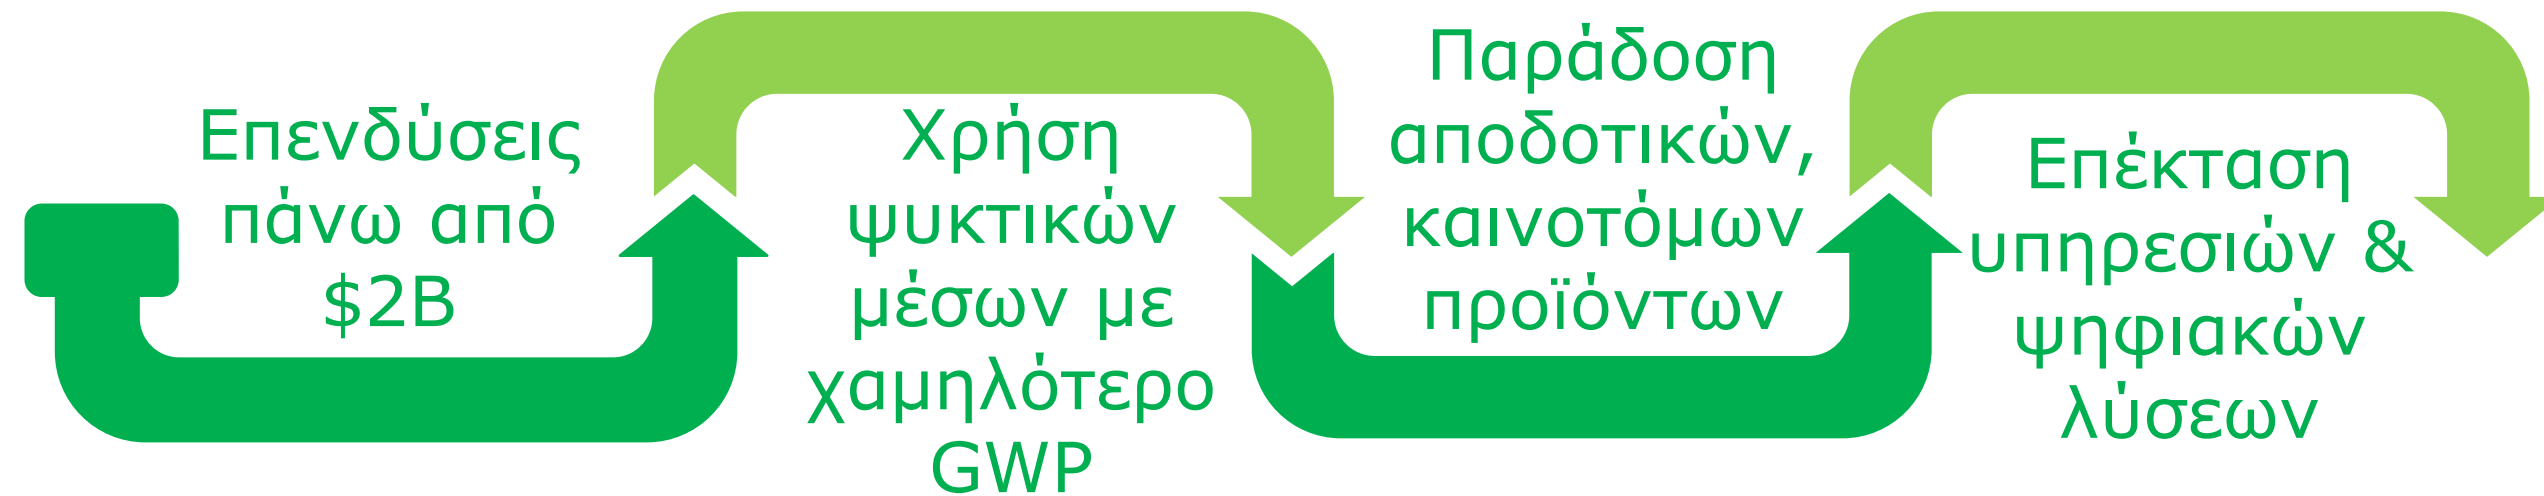 Επενδύσεις
πάνω από
$2B
Χρήση
ψυκτικών
μέσων με
χαμηλότερο
GWP
Παράδοση
αποδοτικών,
καινοτόμων
προϊόντων
Επέκταση
υπηρεσιών &
ψηφιακών
λύσεων